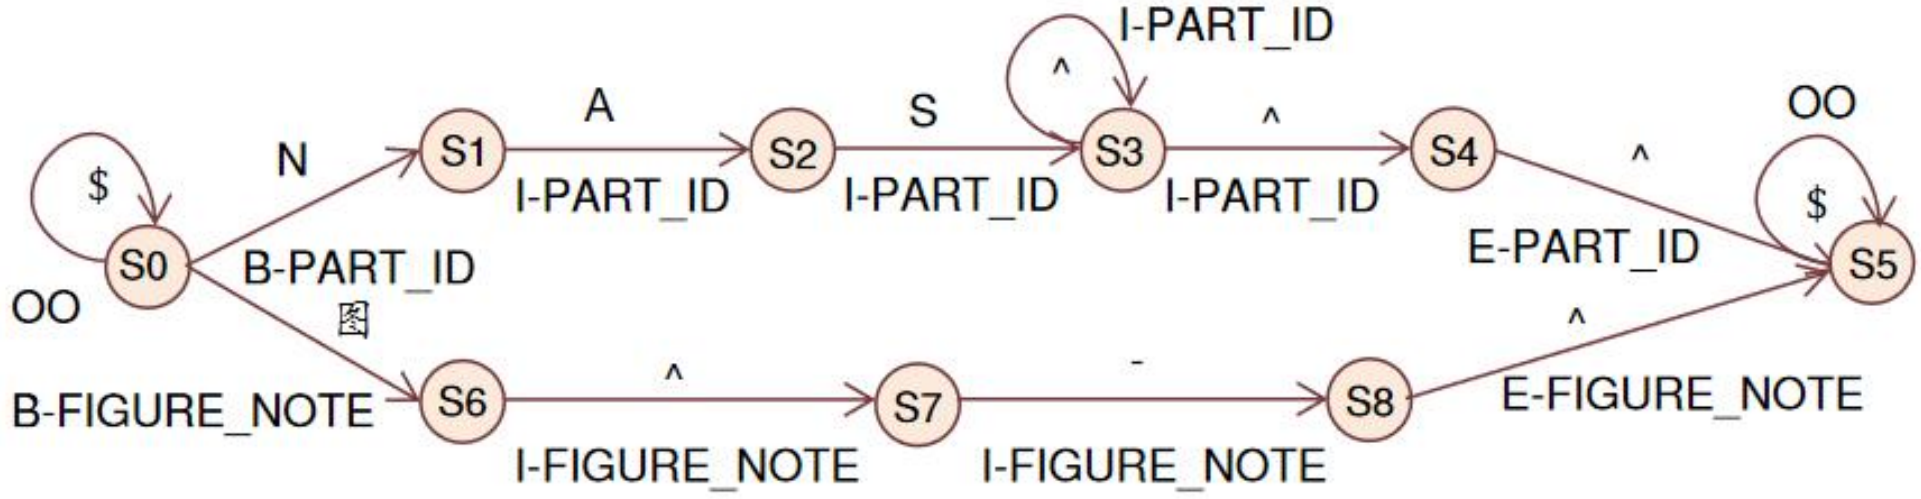 I-PART_ID
^
OO
A
S
^
N
S1
S2
S3
S4
^
$
I-PART_ID
I-PART_ID
I-PART_ID
$
S0
B-PART_ID
E-PART_ID
S5
OO
图
^
^
-
B-FIGURE_NOTE
S6
S7
S8
E-FIGURE_NOTE
I-FIGURE_NOTE
I-FIGURE_NOTE